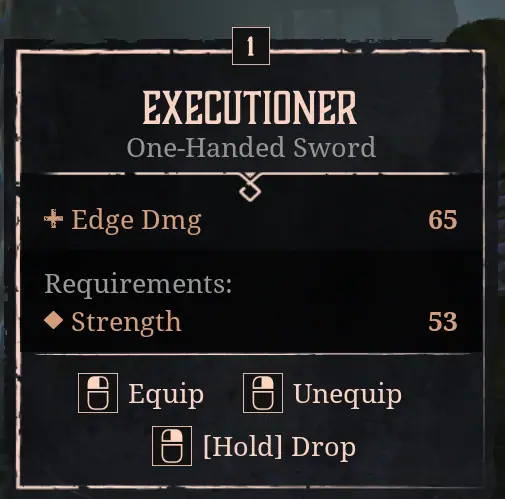 1
EXECUTIONER
One-Handed Sword
Edge Dmg 65
Requirements:
Strength 53
Equip Unequip
[Hold] Drop